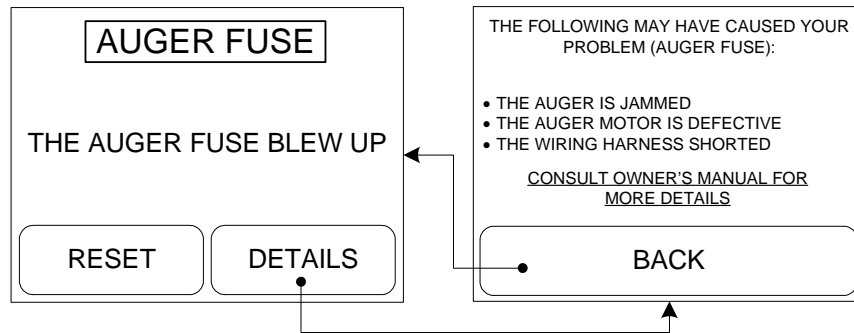 AUGER FUSE
THE AUGER FUSE BLEW UP
RESET
DETAILS
THE FOLLOWING MAY HAVE CAUSED YOUR
PROBLEM (AUGER FUSE):
• THE AUGER IS JAMMED
• THE AUGER MOTOR IS DEFECTIVE
• THE WIRING HARNESS SHORTED
CONSULT OWNER'S MANUAL FOR
MORE DETAILS
BACK